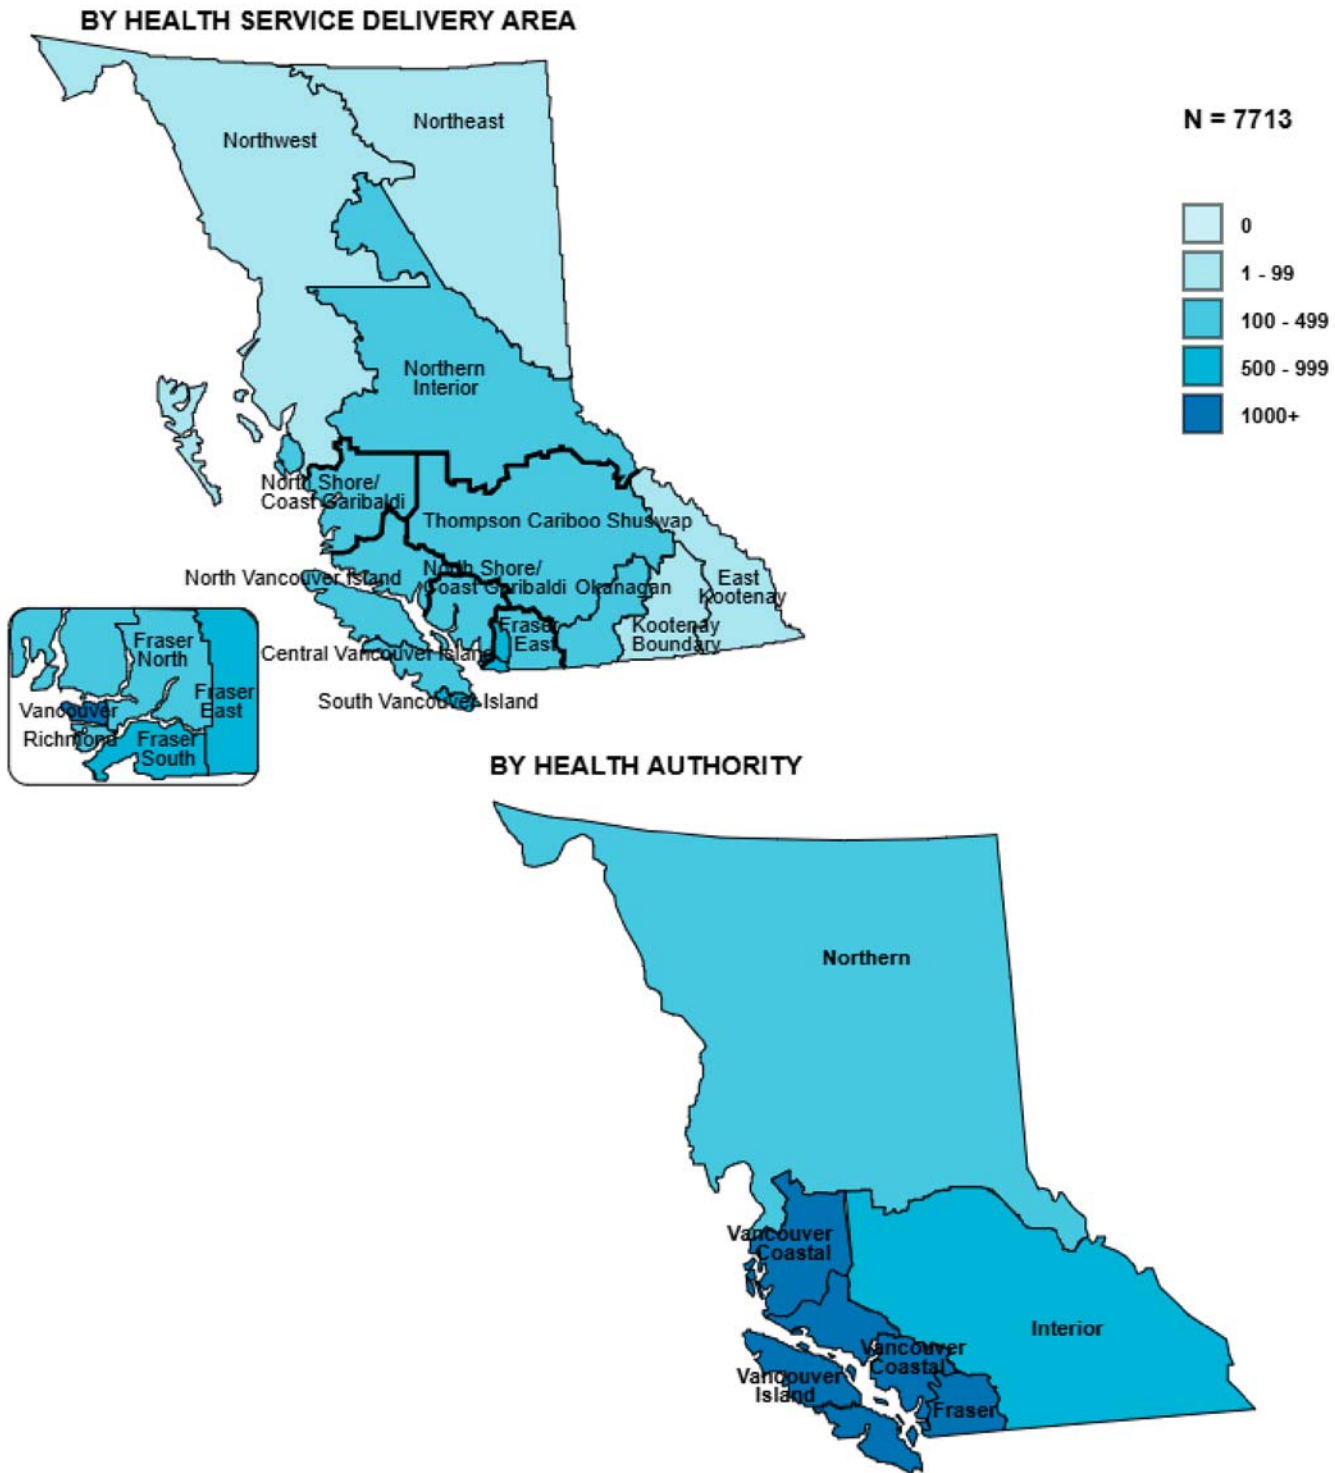 BY HEALTH SERVICE DELIVERY AREA
Northwest
Northeast
N = 7713
0
1 - 99
100 - 499
500 - 999
1000+
Northern
Interior
North Shore/
Coast Garibaldi
Thompson Cariboo Shuswap
North Vancouver Island
North Shore/
Coast Garibaldi
Okanagan
East
Kootenay
Kootenay
Boundary
Fraser
East
Central Vancouver Island
South Vancouver Island
Fraser
North
Fraser
East
Vancouver
Richmond
Fraser
South
BY HEALTH AUTHORITY
Northern
Vancouver
Coastal
Interior
Vancouver
Coastal
Vancouver
Island
Fraser